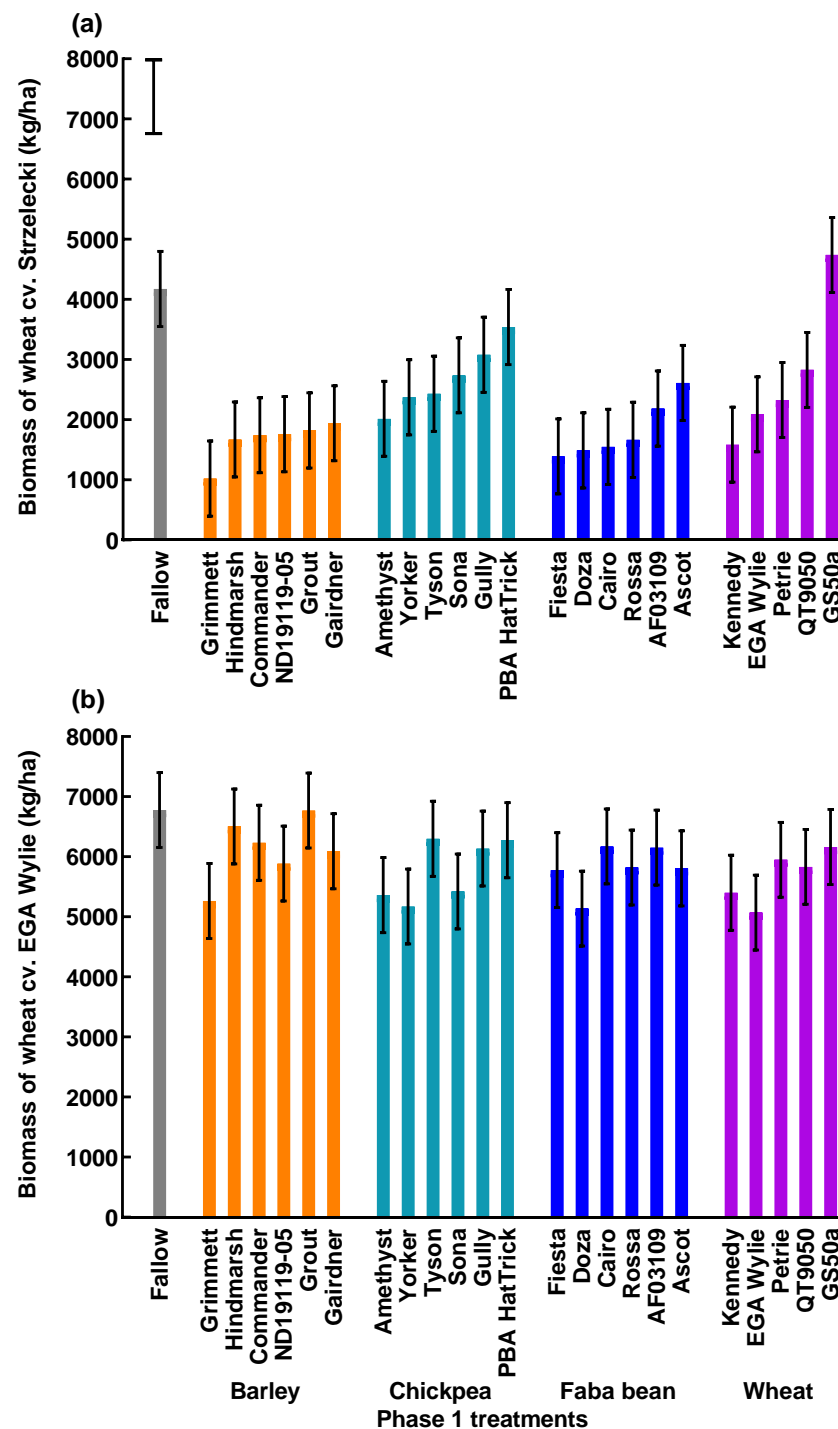 (a)
Biomass of wheat cv. Strzelecki (kg/ha)
8000
7000
6000
5000
4000
3000
2000
1000
0
Fallow
Grimmett
Hindmarsh
Commander
ND19119-05
Grout
Gairdner
Amethyst
Yorker
Tyson
Sona
Gully
PBA HatTrick
Fiesta
Doza
Cairo
Rossa
AF03109
Ascot
Kennedy
EGA Wylie
Petrie
QT9050
GS50a
(b)
Biomass of wheat cv. EGA Wylie (kg/ha)
8000
7000
6000
5000
4000
3000
2000
1000
0
Fallow
Grimmett
Hindmarsh
Commander
ND19119-05
Grout
Gairdner
Amethyst
Yorker
Tyson
Sona
Gully
PBA HatTrick
Fiesta
Doza
Cairo
Rossa
AF03109
Ascot
Kennedy
EGA Wylie
Petrie
QT9050
GS50a
Barley Chickpea Faba bean Wheat
Phase 1 treatments